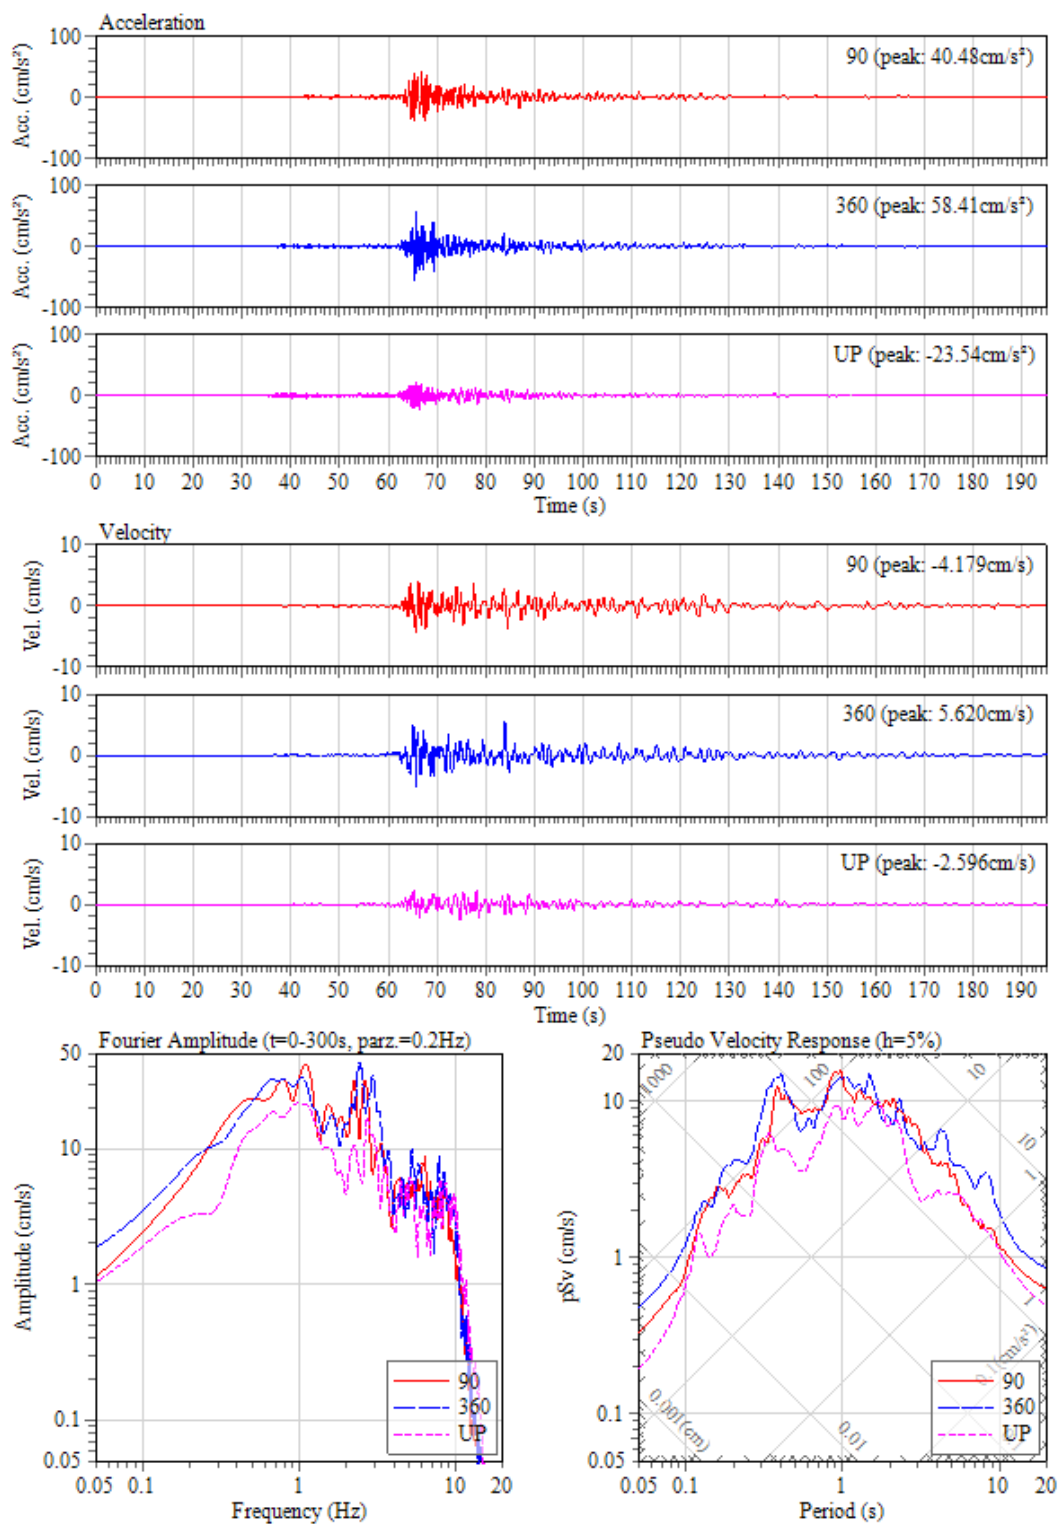 Acceleration
100
0
-100
Acc. (cm/s²)
90 (peak: 40.48cm/s²)
100
0
-100
Acc. (cm/s²)
360 (peak: 58.41cm/s²)
100
0
-100
Acc. (cm/s²)
UP (peak: -23.54cm/s²)
0 10 20 30 40 50 60 70 80 90 100 110 120 130 140 150 160 170 180 190
Time (s)
Velocity
10
0
-10
Vel. (cm/s)
90 (peak: -4.179cm/s)
10
0
-10
Vel. (cm/s)
360 (peak: 5.620cm/s)
10
0
-10
Vel. (cm/s)
UP (peak: -2.596cm/s)
0 10 20 30 40 50 60 70 80 90 100 110 120 130 140 150 160 170 180 190
Time (s)
Fourier Amplitude (t=0-300s, parz.=0.2Hz)
50
10
1
0.1
0.05
Amplitude (cm/s)
90
360
UP
0.05 0.1 1 10 20
Frequency (Hz)
Pseudo Velocity Response (h=5%)
20
10
1
0.1
0.05
pSv (cm/s)
1000
100
10
10
1
1
0.1(cm/s²)
0.001(cm)
0.01
90
360
UP
0.05 0.1 1 10 20
Period (s)